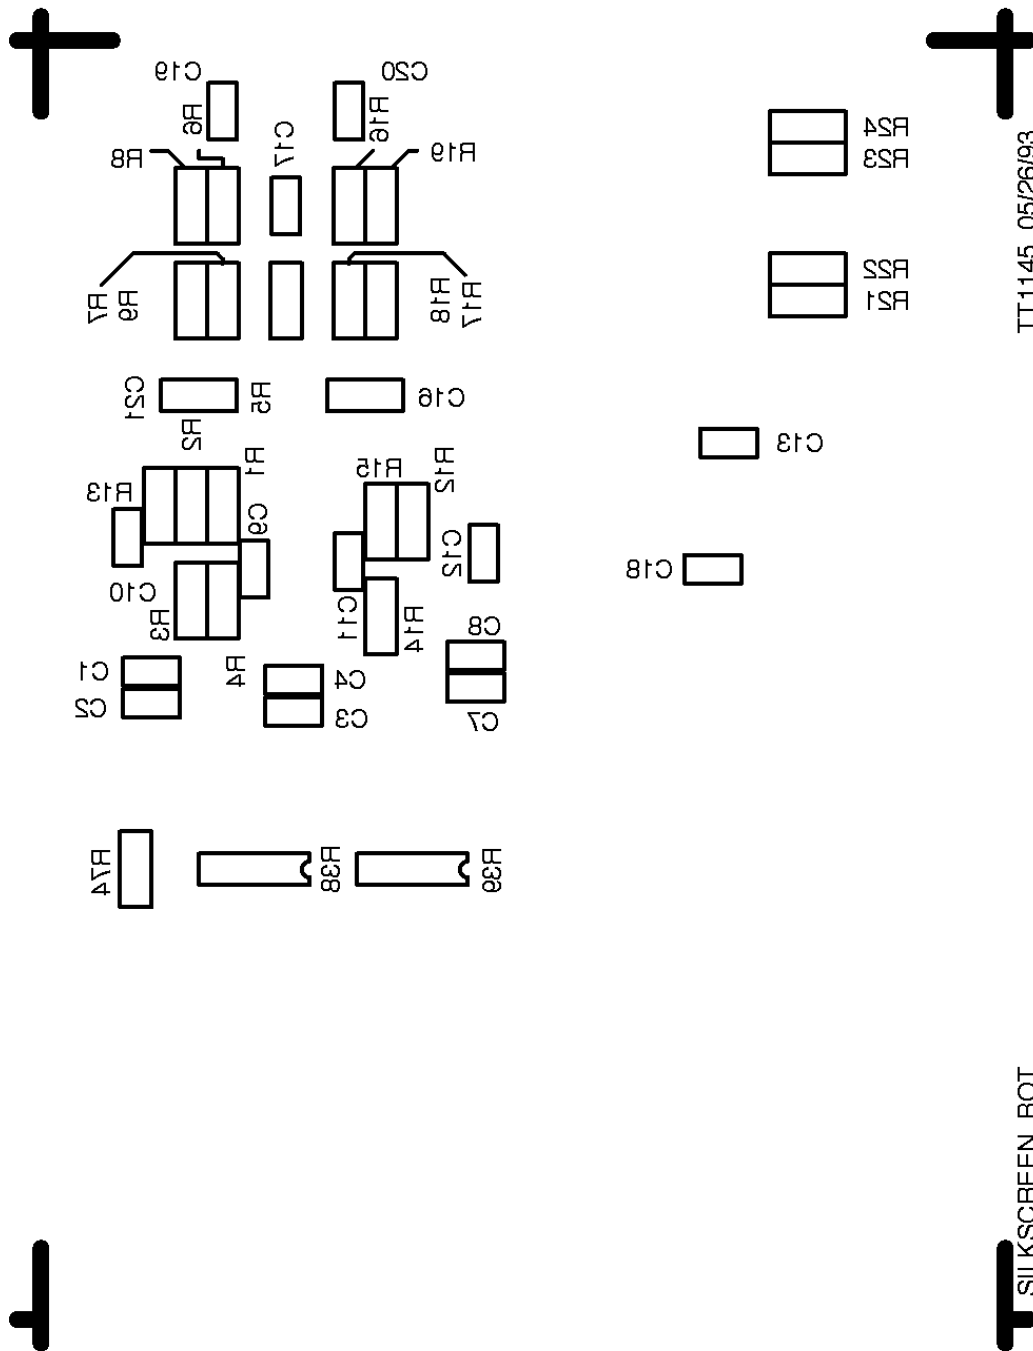 C19
C20
R6
R16
C17
R24
R8
R19
R23
TT1145 05/26/93
R22
R7
R9
R18
R17
R21
C21
R5
C16
R2
C13
R1
R15
R12
R13
C9
C12
C18
C10
C11
R3
R14
C8
C1
R4
C4
C2
C3
C7
R74
R38
R39
SILKSCREEN BOT